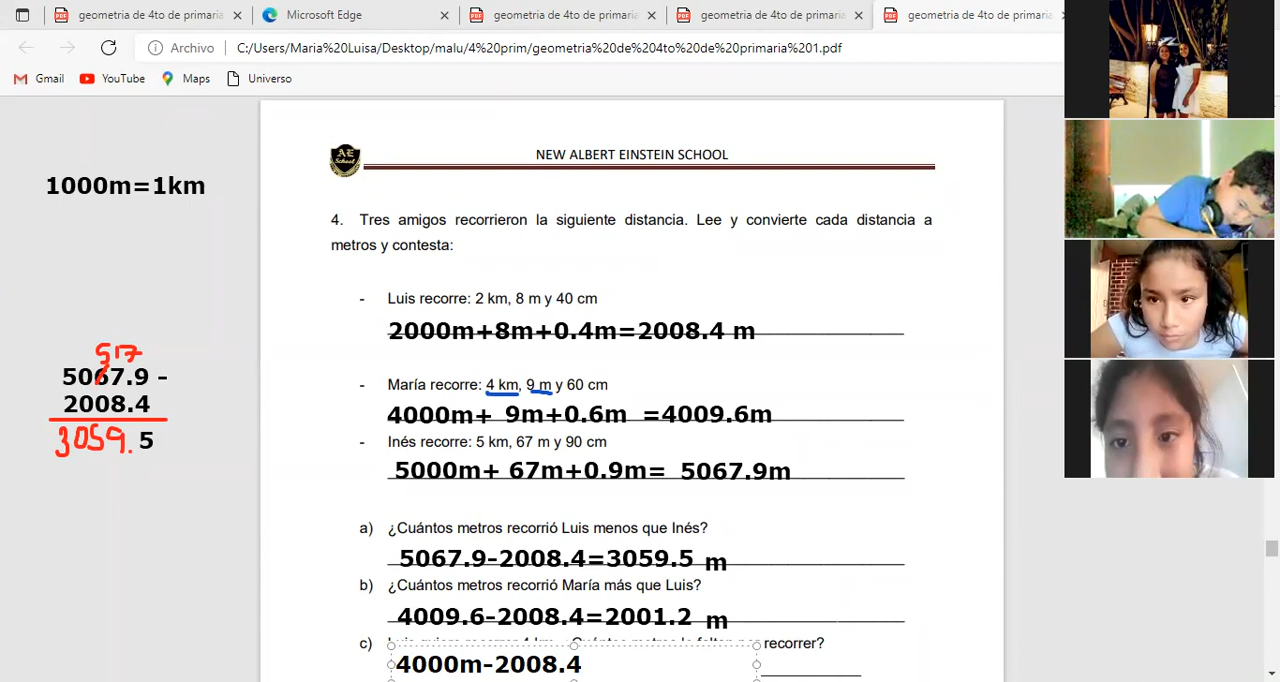 geometria de 4to de primaria
Microsoft Edge
geometria de 4to de primaria
geometria de 4to de primaria
geometria de 4to de primaria
Archivo
C:/Users/Maria%20Luisa/Desktop/malu/4%20prim/geometria%20de%204to%20de%20primaria%201.pdf
Gmail
YouTube
Maps
Universo
1000m=1km
517
5067.9 -
2008.4
3059.5
AE
School
NEW ALBERT EINSTEIN SCHOOL
4. Tres amigos recorrieron la siguiente distancia. Lee y convierte cada distancia a
metros y contesta:
- Luis recorre: 2 km, 8 m y 40 cm
2000m+8m+0.4m=2008.4 m
- María recorre: 4 km, 9 m y 60 cm
4000m+ 9m+0.6m =4009.6m
- Inés recorre: 5 km, 67 m y 90 cm
5000m+ 67m+0.9m= 5067.9m
a) ¿Cuántos metros recorrió Luis menos que Inés?
5067.9-2008.4=3059.5 m
b) ¿Cuántos metros recorrió María más que Luis?
4009.6-2008.4=2001.2 m
c) recorrer?
4000m-2008.4